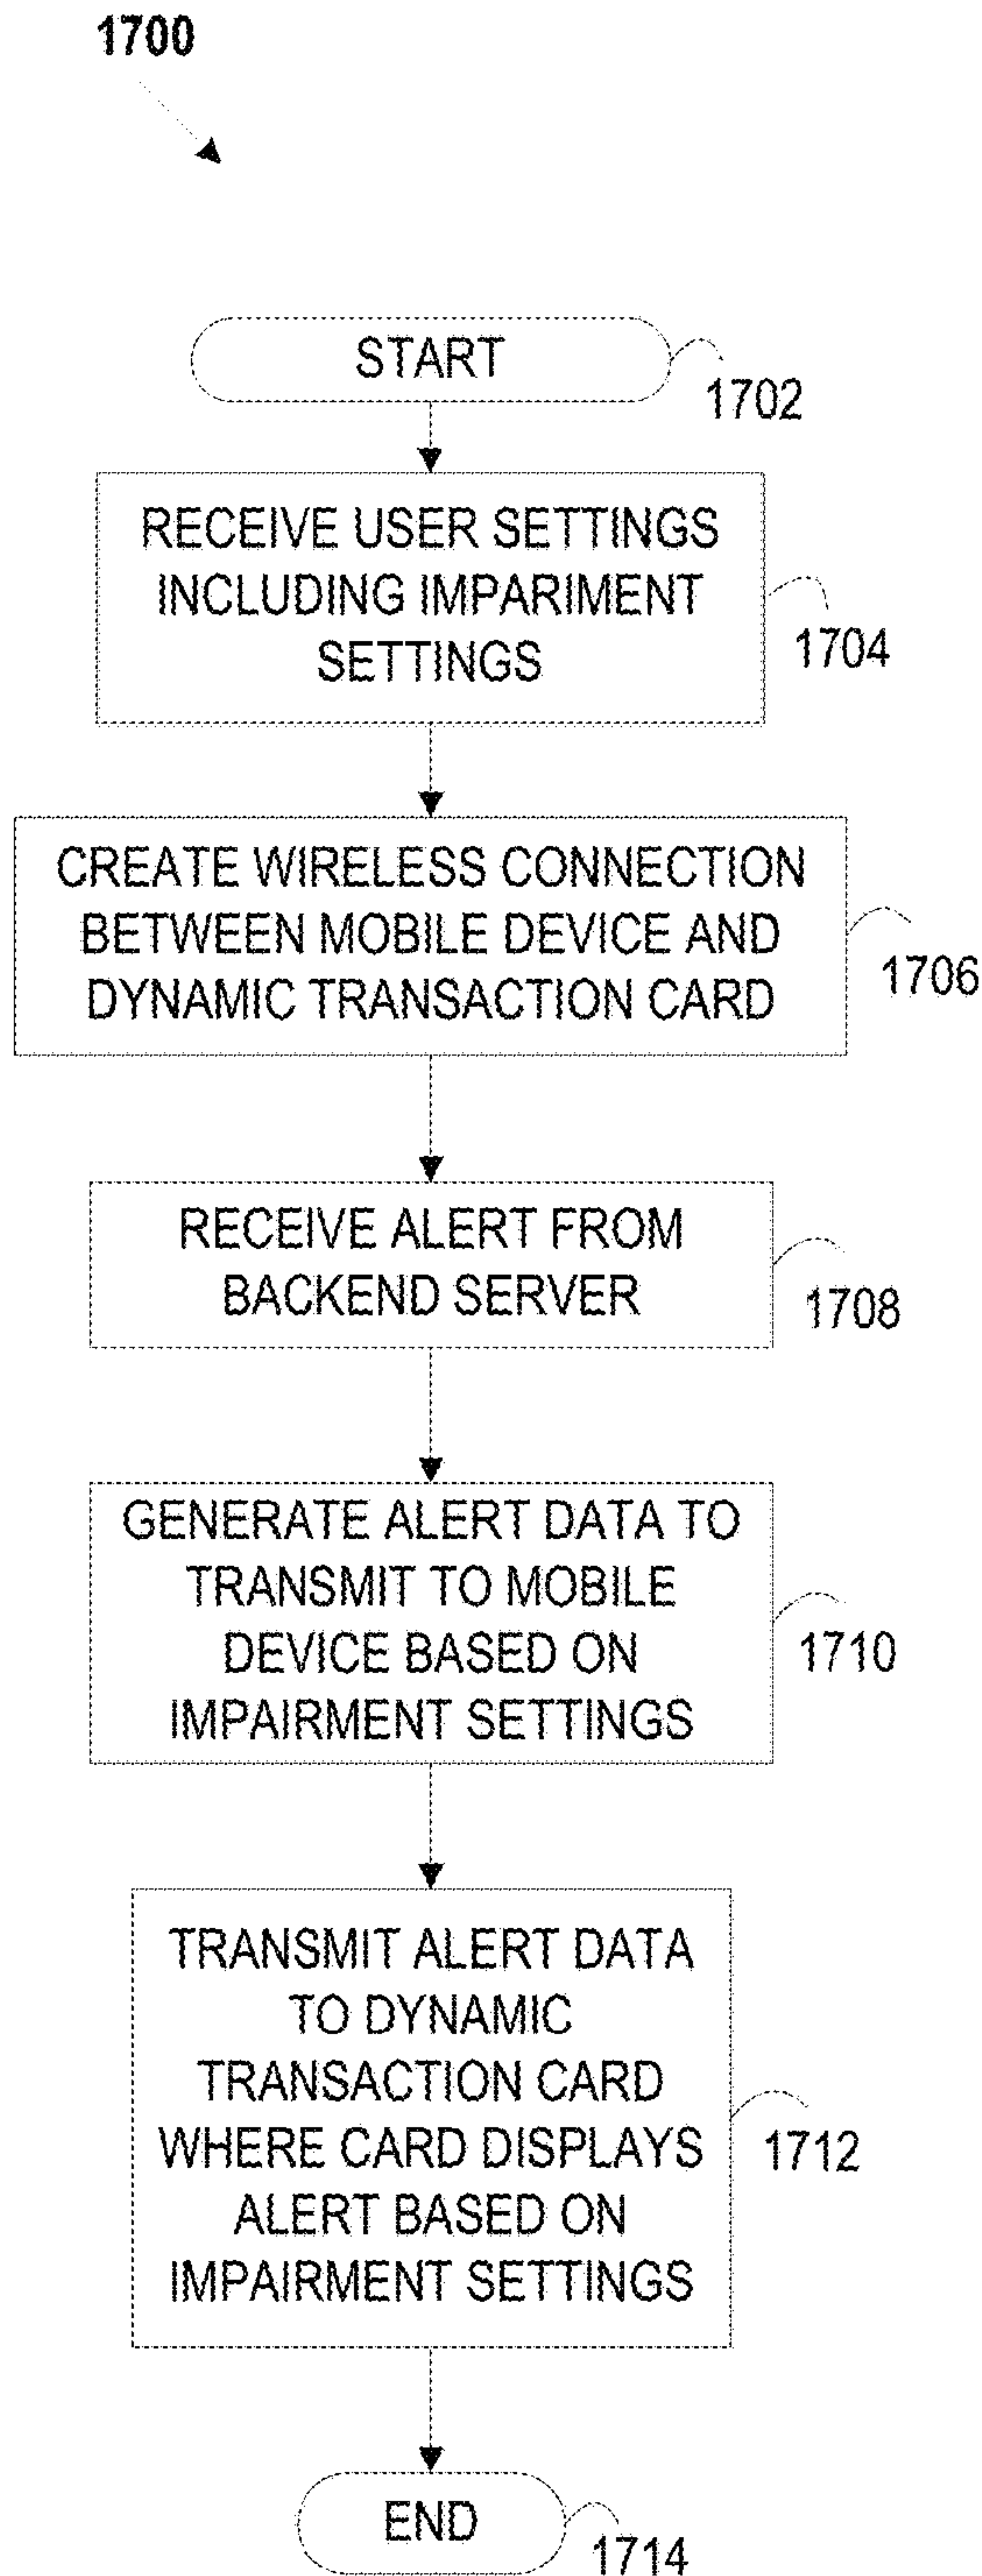 1700
START
1702
RECEIVE USER SETTINGS
INCLUDING IMPARIMENT
SETTINGS
1704
CREATE WIRELESS CONNECTION
BETWEEN MOBILE DEVICE AND
DYNAMIC TRANSACTION CARD
1706
RECEIVE ALERT FROM
BACKEND SERVER
1708
GENERATE ALERT DATA TO
TRANSMIT TO MOBILE
DEVICE BASED ON
IMPAIRMENT SETTINGS
1710
TRANSMIT ALERT DATA
TO DYNAMIC
TRANSACTION CARD
WHERE CARD DISPLAYS
ALERT BASED ON
IMPAIRMENT SETTINGS
1712
END
1714